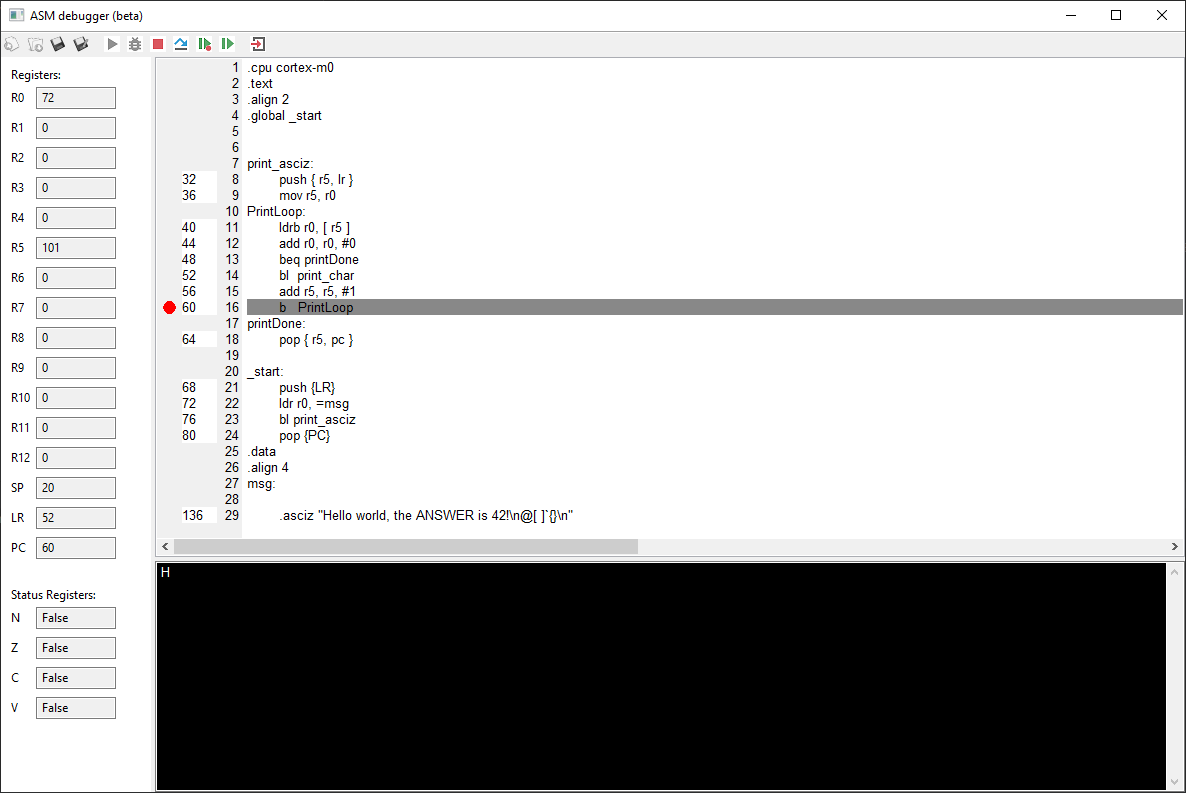 ASM debugger (beta)
Registers:
R0 72
R1 0
R2 0
R3 0
R4 0
R5 101
R6 0
R7 0
R8 0
R9 0
R10 0
R11 0
R12 0
SP 20
LR 52
PC 60
Status Registers:
N False
Z False
C False
V False
1 .cpu cortex-m0
2 .text
3 .align 2
4 .global _start
5
6
7 print_asciz:
32 8 push { r5, lr }
36 9 mov r5, r0
10 PrintLoop:
40 11 ldrb r0, [ r5 ]
44 12 add r0, r0, #0
48 13 beq printDone
52 14 bl print_char
56 15 add r5, r5, #1
60 16 b PrintLoop
17 printDone:
64 18 pop { r5, pc }
19
20 _start:
68 21 push {LR}
72 22 ldr r0, =msg
76 23 bl print_asciz
80 24 pop {PC}
25 .data
26 .align 4
27 msg:
28
136 29 .asciz "Hello world, the ANSWER is 42!\n@[ ]`{}\n"
H